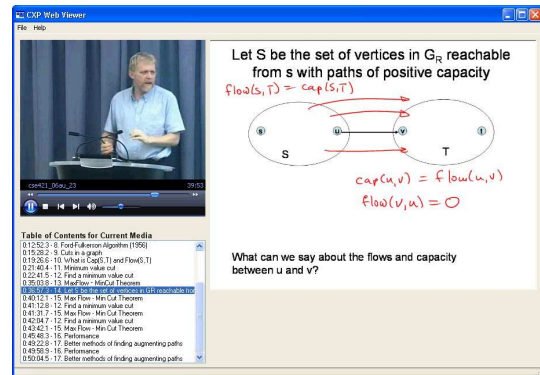 CXP Web Viewer
File Help
cse421_06au_23
39:53
Table of Contents for Current Media
0:12:52.3 - 8. Ford-Fulkerson Algorithm (1956)
0:15:28.2 - 9. Cuts in a graph
0:19:26.6 - 10. What is Cap(S,T) and Flow(S,T)
0:21:40.4 - 11. Minimum value cut
0:22:41.5 - 12. Find a minimum value cut
0:35:03.8 - 13. MaxFlow - MinCut Theorem
0:36:57.3 - 14. Let S be the set of vertices in GR reachable from
0:40:12.1 - 15. Max Flow - Min Cut Theorem
0:41:12.8 - 12. Find a minimum value cut
0:41:31.7 - 15. Max Flow - Min Cut Theorem
0:42:04.7 - 12. Find a minimum value cut
0:43:42.1 - 15. Max Flow - Min Cut Theorem
0:45:48.3 - 16. Performance
0:49:22.8 - 17. Better methods of finding augmenting paths
0:49:58.9 - 16. Performance
0:50:04.5 - 17. Better methods of finding augmenting paths
Let S be the set of vertices in G_R reachable
from s with paths of positive capacity
flow(S,T) = cap(S,T)
s u v t
S T
cap(u,v) = flow(u,v)
flow(v,u) = 0
What can we say about the flows and capacity
between u and v?